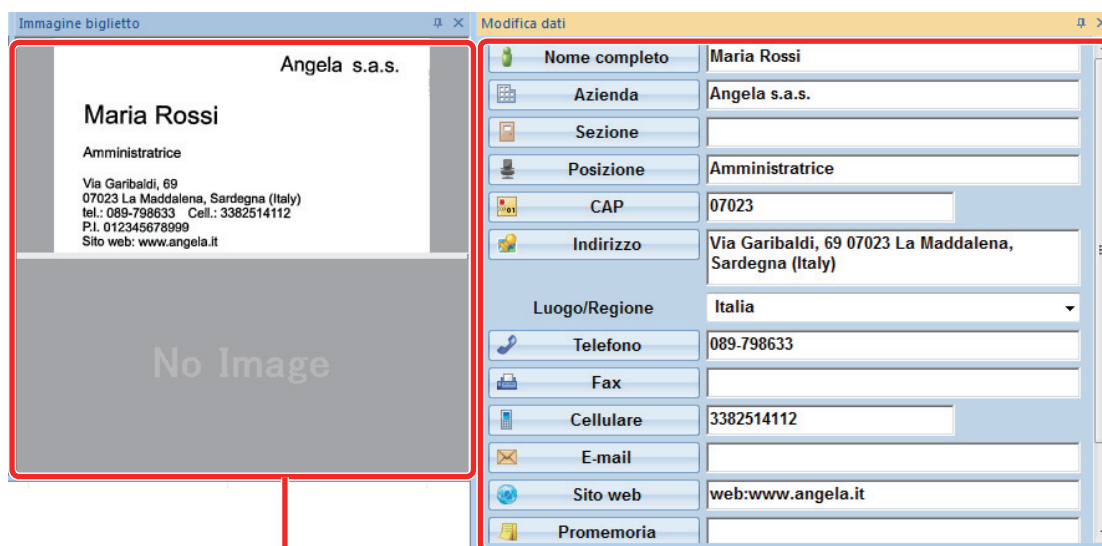 Immagine biglietto
Angela s.a.s.
Maria Rossi
Amministratrice
Via Garibaldi, 69
07023 La Maddalena, Sardegna (Italy)
tel.: 089-798633 Cell.: 3382514112
P.I. 012345678999
Sito web: www.angela.it
No Image
Modifica dati
Nome completo Maria Rossi
Azienda Angela s.a.s.
Sezione
Posizione Amministratrice
CAP 07023
Indirizzo Via Garibaldi, 69 07023 La Maddalena,
Sardegna (Italy)
Luogo/Regione Italia
Telefono 089-798633
Fax
Cellulare 3382514112
E-mail
Sito web web:www.angela.it
Promemoria